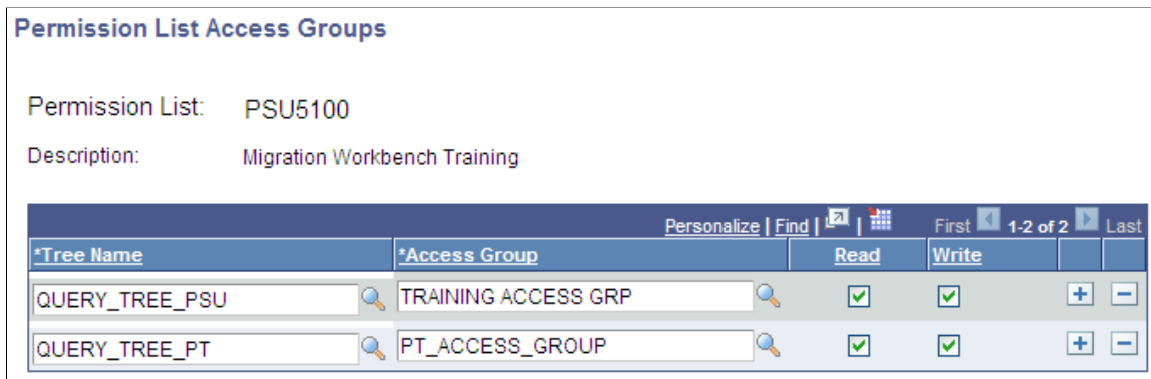 Permission List Access Groups
Permission List: PSU5100
Description: Migration Workbench Training
Personalize | Find | | First 1-2 of 2 Last
*Tree Name *Access Group Read Write
QUERY_TREE_PSU TRAINING ACCESS GRP
QUERY_TREE_PT PT_ACCESS_GROUP